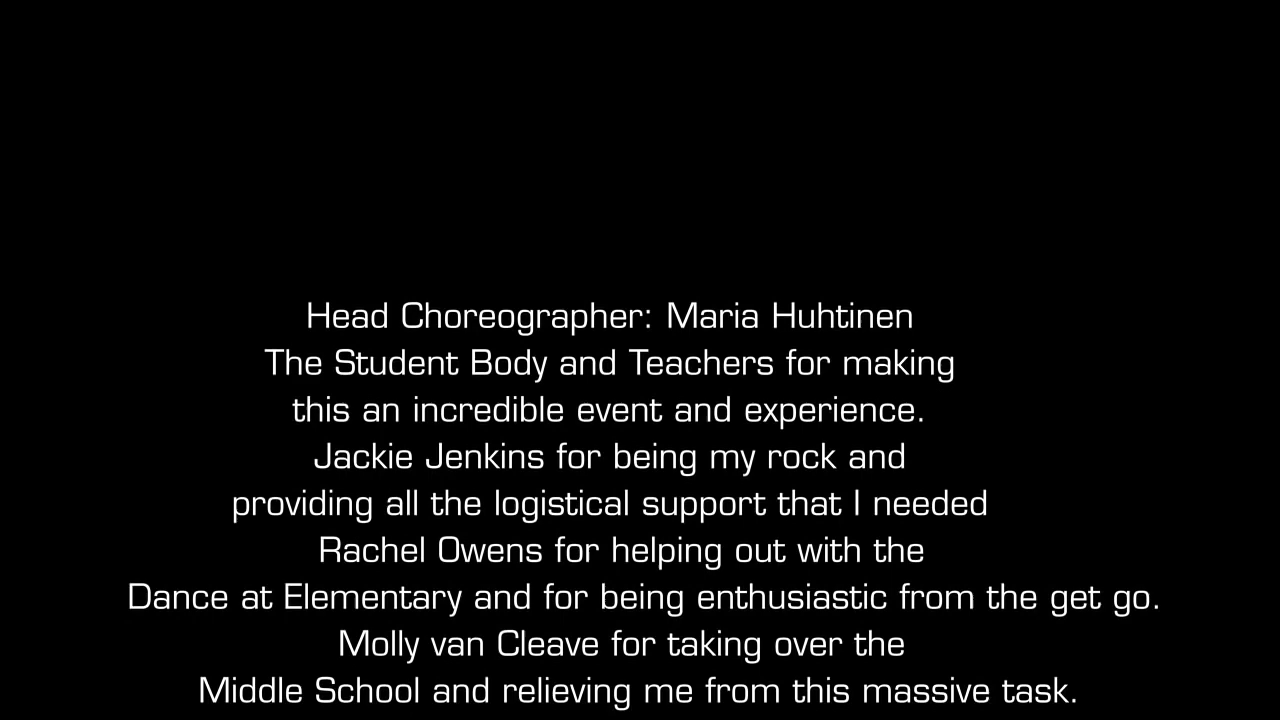 Head Choreographer: Maria Huhtinen
The Student Body and Teachers for making
this an incredible event and experience.
Jackie Jenkins for being my rock and
providing all the logistical support that I needed
Rachel Owens for helping out with the
Dance at Elementary and for being enthusiastic from the get go.
Molly van Cleave for taking over the
Middle School and relieving me from this massive task.